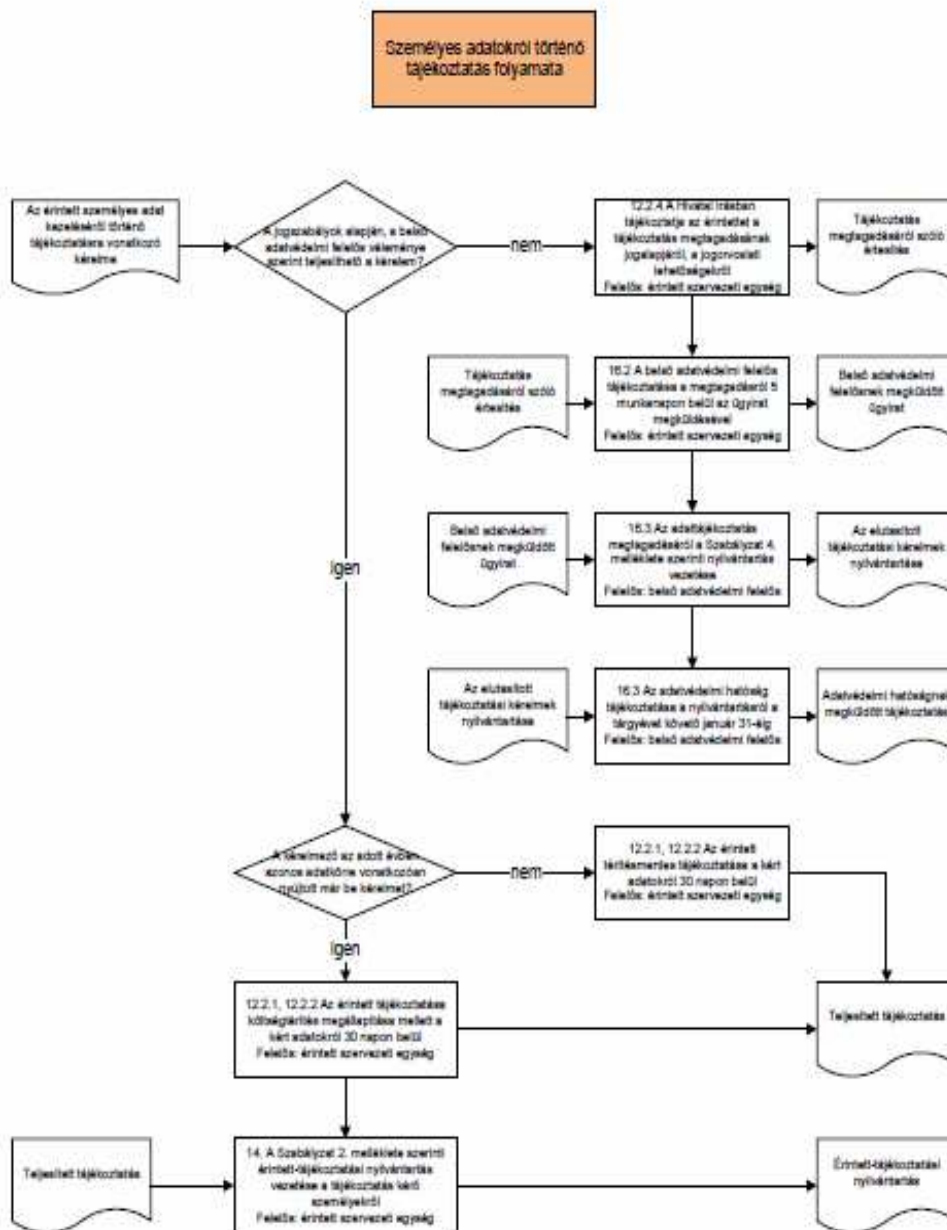 Személyes adatokról történő
tájékoztatás folyamata
Az érintett személyes adat
kezeléséről történő
tájékoztatásra vonatkozó
kérelme
A jogszabályok alapján, a belső
adatvédelmi felelős véleménye
szerint teljesíthető a kérelem?
nem
12.2.4 A Hivatal írásban
tájékoztatja az érintettet a
tájékoztatás megtagadásának
jogalapjáról, a jogorvoslati
lehetőségekről
Felelős: érintett szervezeti egység
Tájékoztatás
megtagadásáról szóló
értesítés
Tájékoztatás
megtagadásáról szóló
értesítés
16.2 A belső adatvédelmi felelős
tájékoztatása a megtagadásról 5
munkanapon belül az ügyirat
megküldésével
Felelős: érintett szervezeti egység
Belső adatvédelmi
felelősnek megküldött
ügyirat
Igen
Belső adatvédelmi
felelősnek megküldött
ügyirat
16.3 Az adattájékoztatás
megtagadásáról a Szabályzat 4.
melléklete szerinti nyilvántartás
vezetése
Felelős: belső adatvédelmi felelős
Az elutasított
tájékoztatási kérelmek
nyilvántartása
Az elutasított
tájékoztatási kérelmek
nyilvántartása
16.3 Az adatvédelmi hatóság
tájékoztatása a nyilvántartásról a
tárgyévet követő január 31-éig
Felelős: belső adatvédelmi felelős
Adatvédelmi hatóságnak
megküldött tájékoztatás
A kérelmező az adott évben
azonos adatkörre vonatkozóan
nyújtott már be kérelmet?
nem
12.2.1, 12.2.2 Az érintett
térítésmentes tájékoztatása a kért
adatokról 30 napon belül
Felelős: érintett szervezeti egység
Igen
12.2.1, 12.2.2 Az érintett tájékoztatása
költségtérítés megállapítása mellett a
kért adatokról 30 napon belül
Felelős: érintett szervezeti egység
Teljesített tájékoztatás
Teljesített tájékoztatás
14. A Szabályzat 2. melléklete szerinti
érintett-tájékoztatási nyilvántartás
vezetése a tájékoztatás kérő
személyekről
Felelős: érintett szervezeti egység
Érintett-tájékoztatási
nyilvántartás